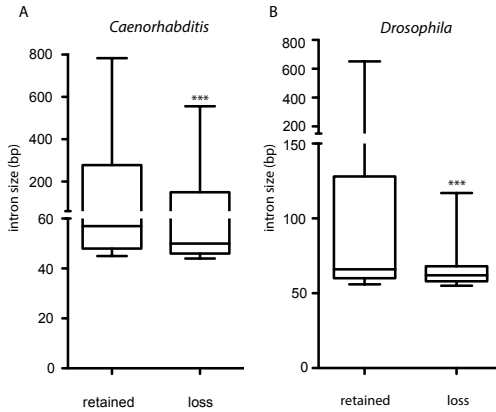 A
Caenorhabditis
intron size (bp)
800
600
400
200
60
40
20
0
***
retained
loss
B
Drosophila
intron size (bp)
800
600
400
200
150
100
50
0
***
retained
loss